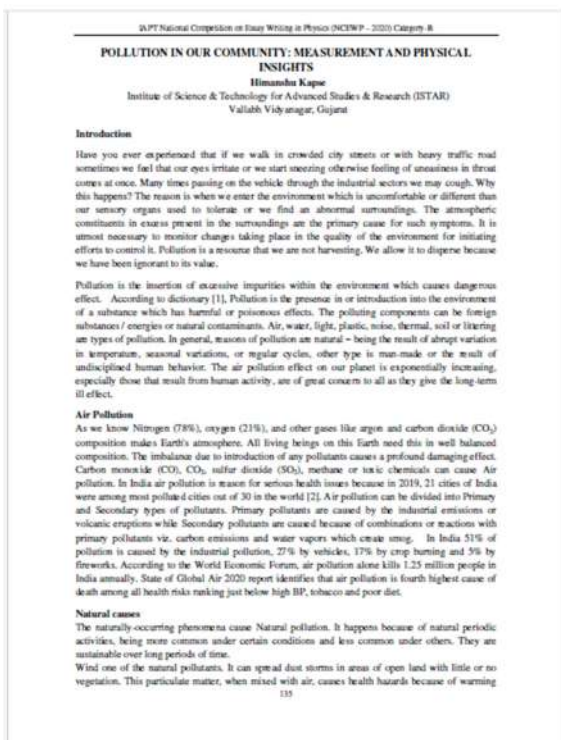 IAPT National Competition on Essay Writing in Physics (NCEWP – 2020) Category-B
POLLUTION IN OUR COMMUNITY: MEASUREMENT AND PHYSICAL
INSIGHTS
Himanshu Kapse
Institute of Science & Technology for Advanced Studies & Research (ISTAR)
Vallabh Vidyanagar, Gujarat
Introduction
Have you ever experienced that if we walk in crowded city streets or with heavy traffic road
sometimes we feel that our eyes irritate or we start sneezing otherwise feeling of uneasiness in throat
comes at once. Many times passing on the vehicle through the industrial sectors we may cough. Why
this happens? The reason is when we enter the environment which is uncomfortable or different than
our sensory organs used to tolerate or we find an abnormal surroundings. The atmospheric
constituents in excess present in the surroundings are the primary cause for such symptoms. It is
utmost necessary to monitor changes taking place in the quality of the environment for initiating
efforts to control it. Pollution is a resource that we are not harvesting. We allow it to disperse because
we have been ignorant to its value.
Pollution is the insertion of excessive impurities within the environment which causes dangerous
effect. According to dictionary [1], Pollution is the presence in or introduction into the environment
of a substance which has harmful or poisonous effects. The polluting components can be foreign
substances / energies or natural contaminants. Air, water, light, plastic, noise, thermal, soil or littering
are types of pollution. In general, reasons of pollution are natural – being the result of abrupt variation
in temperature, seasonal variations, or regular cycles, other type is man-made or the result of
undisciplined human behavior. The air pollution effect on our planet is exponentially increasing,
especially those that result from human activity, are of great concern to all as they give the long-term
ill effect.
Air Pollution
As we know Nitrogen (78%), oxygen (21%), and other gases like argon and carbon dioxide (CO₂)
composition makes Earth's atmosphere. All living beings on this Earth need this in well balanced
composition. The imbalance due to introduction of any pollutants causes a profound damaging effect.
Carbon monoxide (CO), CO₂, sulfur dioxide (SO₂), methane or toxic chemicals can cause Air
pollution. In India air pollution is reason for serious health issues because in 2019, 21 cities of India
were among most polluted cities out of 30 in the world [2]. Air pollution can be divided into Primary
and Secondary types of pollutants. Primary pollutants are caused by the industrial emissions or
volcanic eruptions while Secondary pollutants are caused because of combinations or reactions with
primary pollutants viz. carbon emissions and water vapors which create smog. In India 51% of
pollution is caused by the industrial pollution, 27% by vehicles, 17% by crop burning and 5% by
fireworks. According to the World Economic Forum, air pollution alone kills 1.25 million people in
India annually. State of Global Air 2020 report identifies that air pollution is fourth highest cause of
death among all health risks ranking just below high BP, tobacco and poor diet.
Natural causes
The naturally-occurring phenomena cause Natural pollution. It happens because of natural periodic
activities, being more common under certain conditions and less common under others. They are
sustainable over long periods of time.
Wind one of the natural pollutants. It can spread dust storms in areas of open land with little or no
vegetation. This particulate matter, when mixed with air, causes health hazards because of warming
135